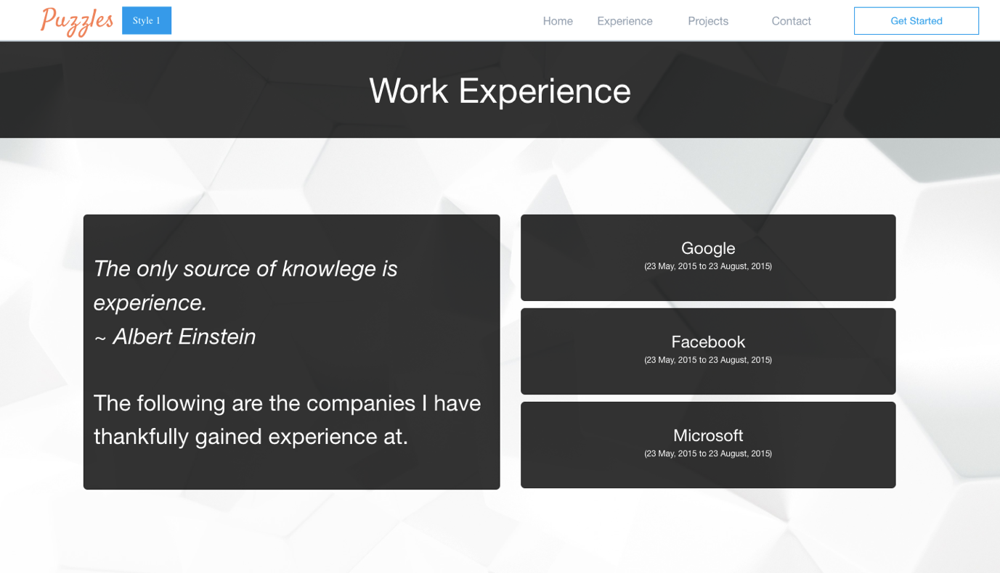 Puzzles
Style 1
Home
Experience
Projects
Contact
Get Started
Work Experience
The only source of knowlege is
experience.
~ Albert Einstein
The following are the companies I have
thankfully gained experience at.
Google
(23 May, 2015 to 23 August, 2015)
Facebook
(23 May, 2015 to 23 August, 2015)
Microsoft
(23 May, 2015 to 23 August, 2015)